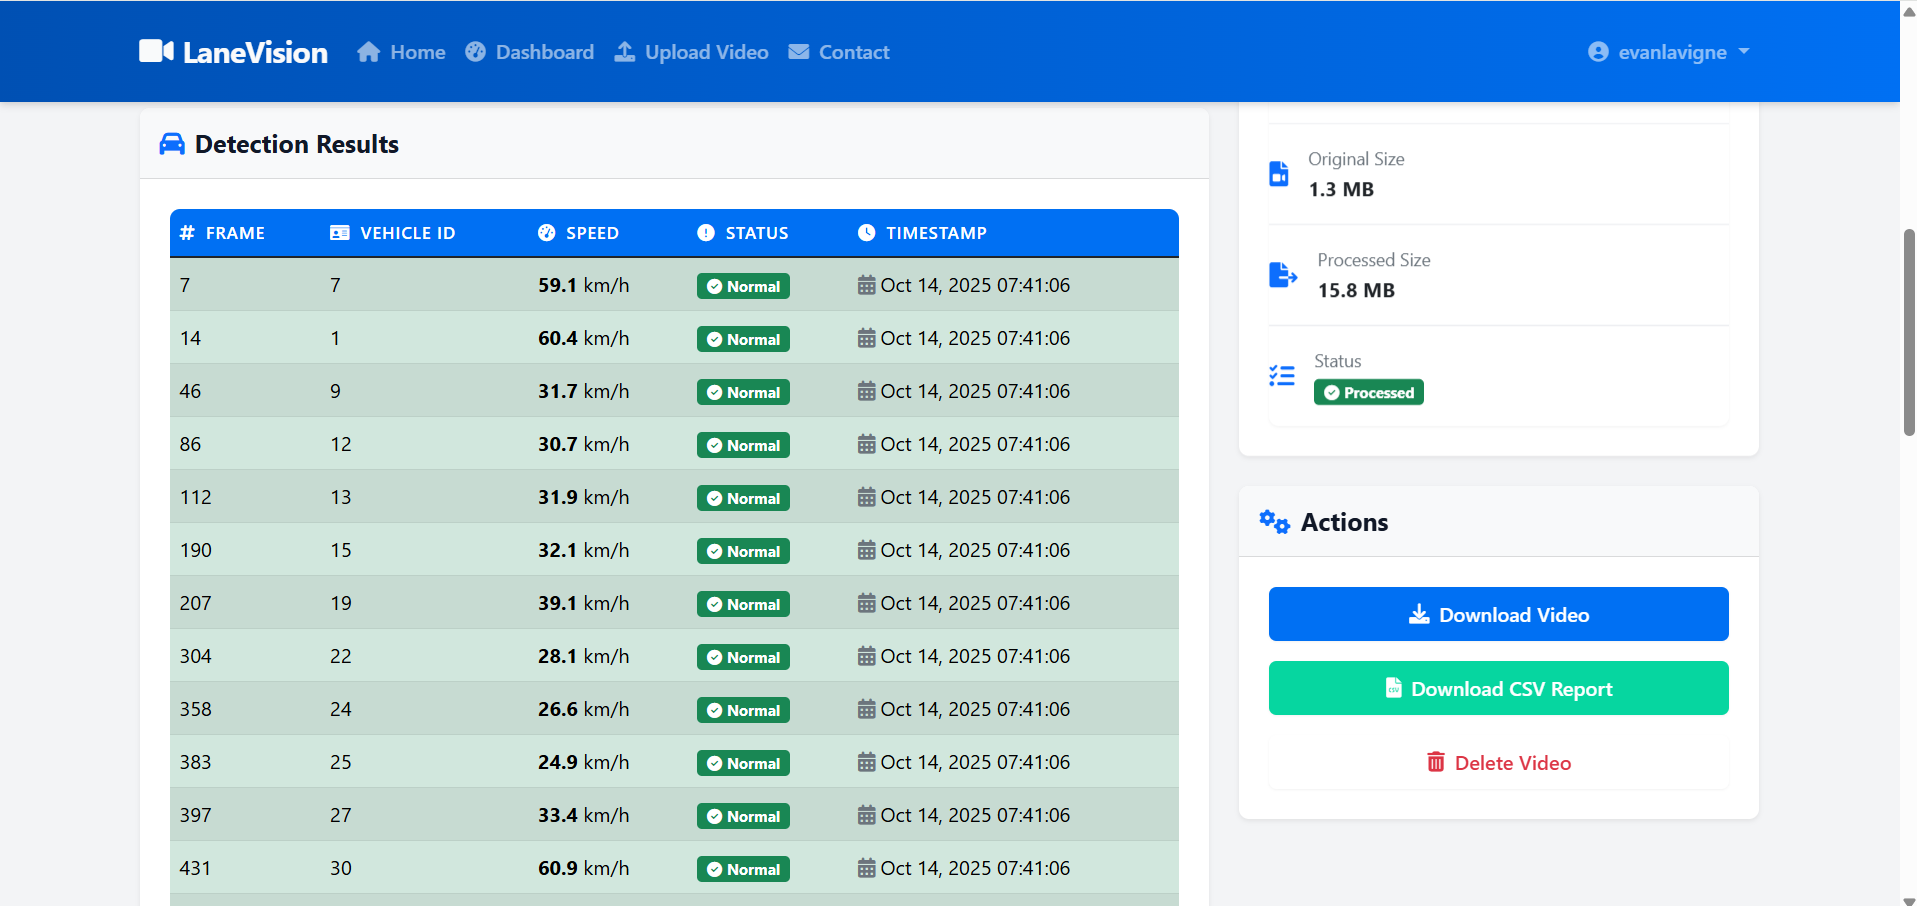 LaneVision Home Dashboard Upload Video Contact evanlavigne
Detection Results
# FRAME VEHICLE ID SPEED STATUS TIMESTAMP
7 7 59.1 km/h Normal Oct 14, 2025 07:41:06
14 1 60.4 km/h Normal Oct 14, 2025 07:41:06
46 9 31.7 km/h Normal Oct 14, 2025 07:41:06
86 12 30.7 km/h Normal Oct 14, 2025 07:41:06
112 13 31.9 km/h Normal Oct 14, 2025 07:41:06
190 15 32.1 km/h Normal Oct 14, 2025 07:41:06
207 19 39.1 km/h Normal Oct 14, 2025 07:41:06
304 22 28.1 km/h Normal Oct 14, 2025 07:41:06
358 24 26.6 km/h Normal Oct 14, 2025 07:41:06
383 25 24.9 km/h Normal Oct 14, 2025 07:41:06
397 27 33.4 km/h Normal Oct 14, 2025 07:41:06
431 30 60.9 km/h Normal Oct 14, 2025 07:41:06
Original Size
1.3 MB
Processed Size
15.8 MB
Status
Processed
Actions
Download Video
CSV Download CSV Report
Delete Video